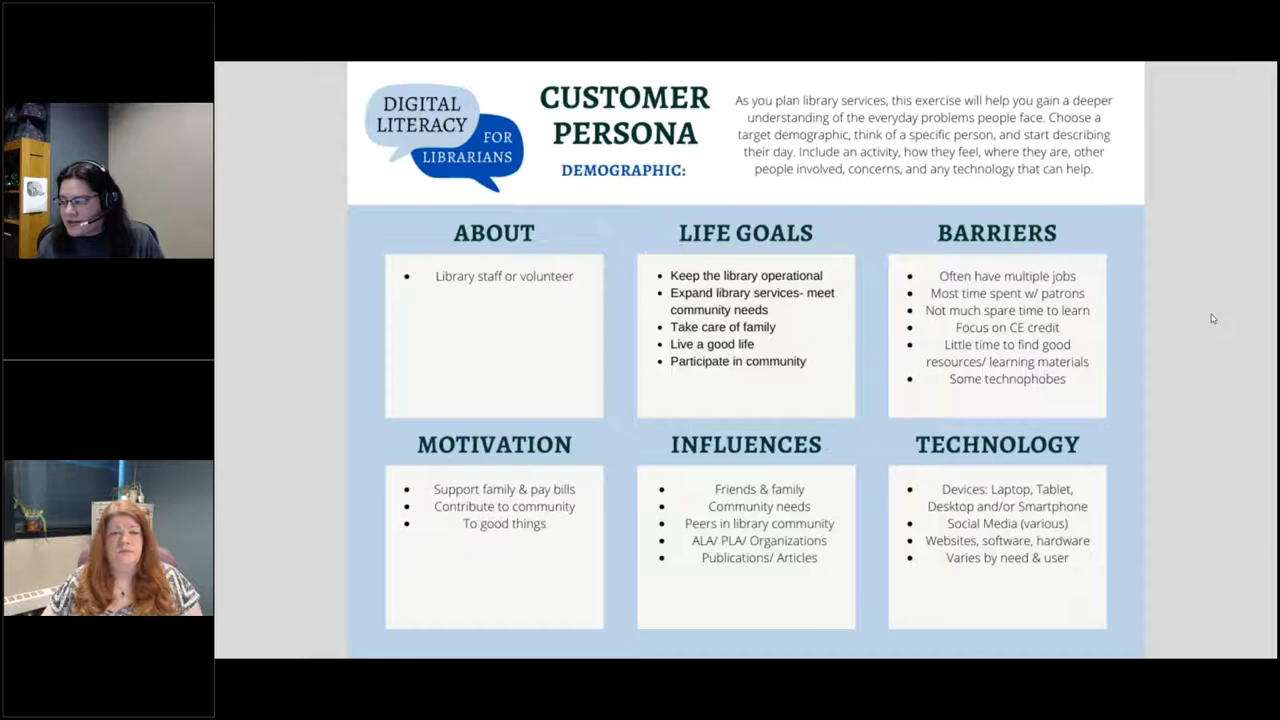 DIGITAL
LITERACY
FOR
LIBRARIANS
CUSTOMER
PERSONA
DEMOGRAPHIC:
As you plan library services, this exercise will help you gain a deeper
understanding of the everyday problems people face. Choose a
target demographic, think of a specific person, and start describing
their day. Include an activity, how they feel, where they are, other
people involved, concerns, and any technology that can help.
ABOUT
• Library staff or volunteer
LIFE GOALS
• Keep the library operational
• Expand library services- meet
community needs
• Take care of family
• Live a good life
• Participate in community
BARRIERS
• Often have multiple jobs
• Most time spent w/ patrons
• Not much spare time to learn
• Focus on CE credit
• Little time to find good
resources/ learning materials
• Some technophobes
MOTIVATION
• Support family & pay bills
• Contribute to community
• To good things
INFLUENCES
• Friends & family
• Community needs
• Peers in library community
• ALA/ PLA/ Organizations
• Publications/ Articles
TECHNOLOGY
• Devices: Laptop, Tablet,
Desktop and/or Smartphone
• Social Media (various)
• Websites, software, hardware
• Varies by need & user